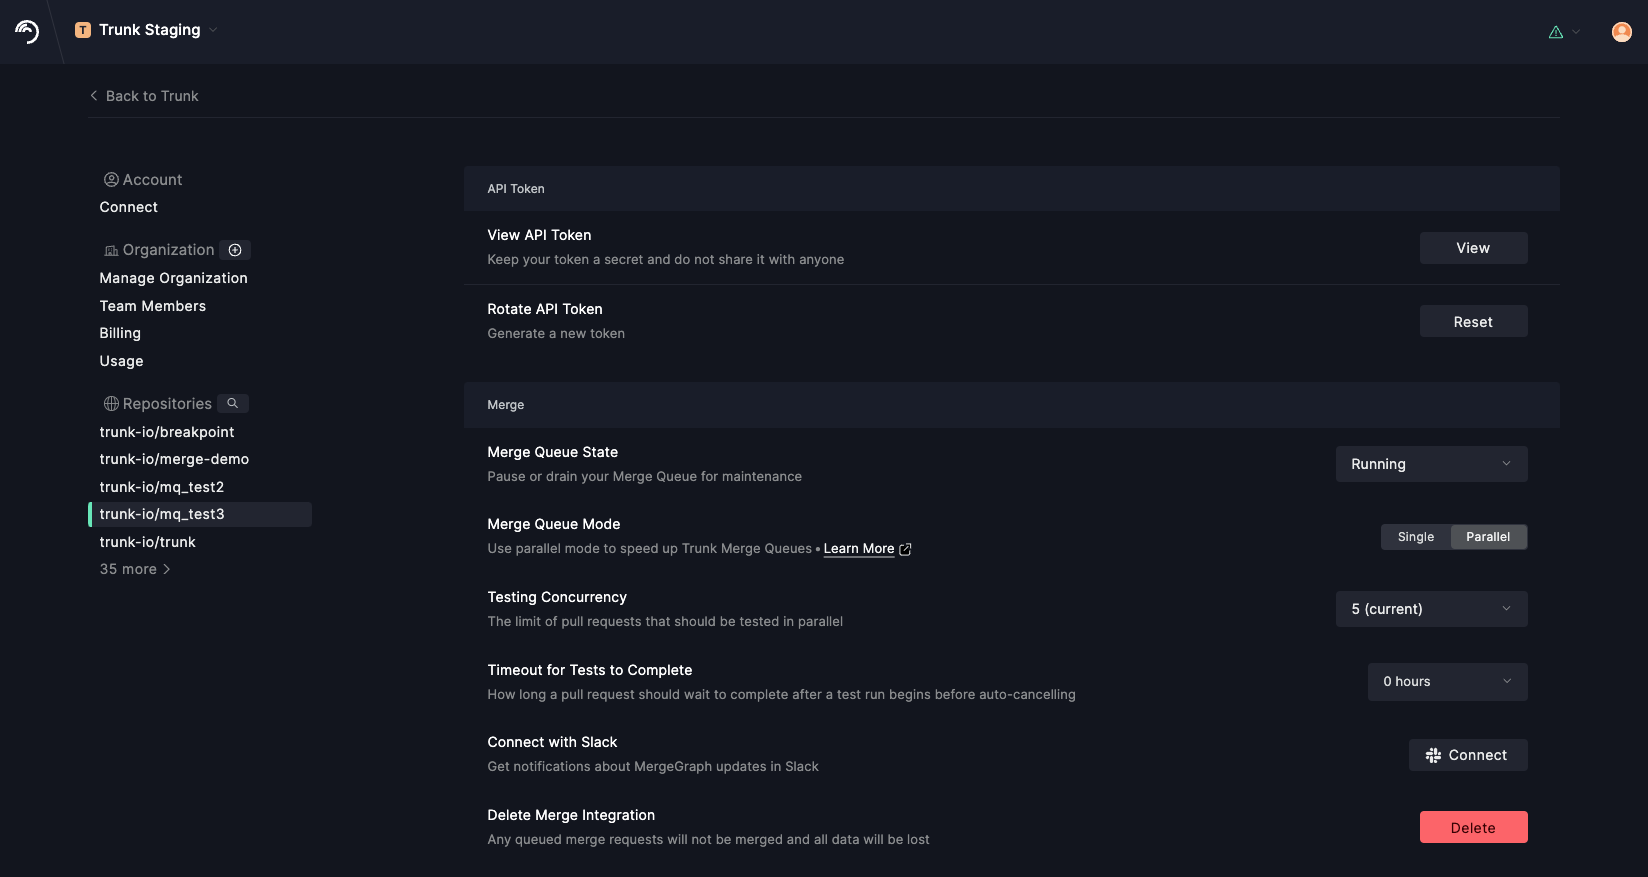 T Trunk Staging
Back to Trunk
Account
Connect
Organization
Manage Organization
Team Members
Billing
Usage
Repositories
trunk-io/breakpoint
trunk-io/merge-demo
trunk-io/mq_test2
trunk-io/mq_test3
trunk-io/trunk
35 more
API Token
View API Token
Keep your token a secret and do not share it with anyone
View
Rotate API Token
Generate a new token
Reset
Merge
Merge Queue State
Pause or drain your Merge Queue for maintenance
Running
Merge Queue Mode
Use parallel mode to speed up Trunk Merge Queues • Learn More
Single Parallel
Testing Concurrency
The limit of pull requests that should be tested in parallel
5 (current)
Timeout for Tests to Complete
How long a pull request should wait to complete after a test run begins before auto-cancelling
0 hours
Connect with Slack
Get notifications about MergeGraph updates in Slack
Connect
Delete Merge Integration
Any queued merge requests will not be merged and all data will be lost
Delete